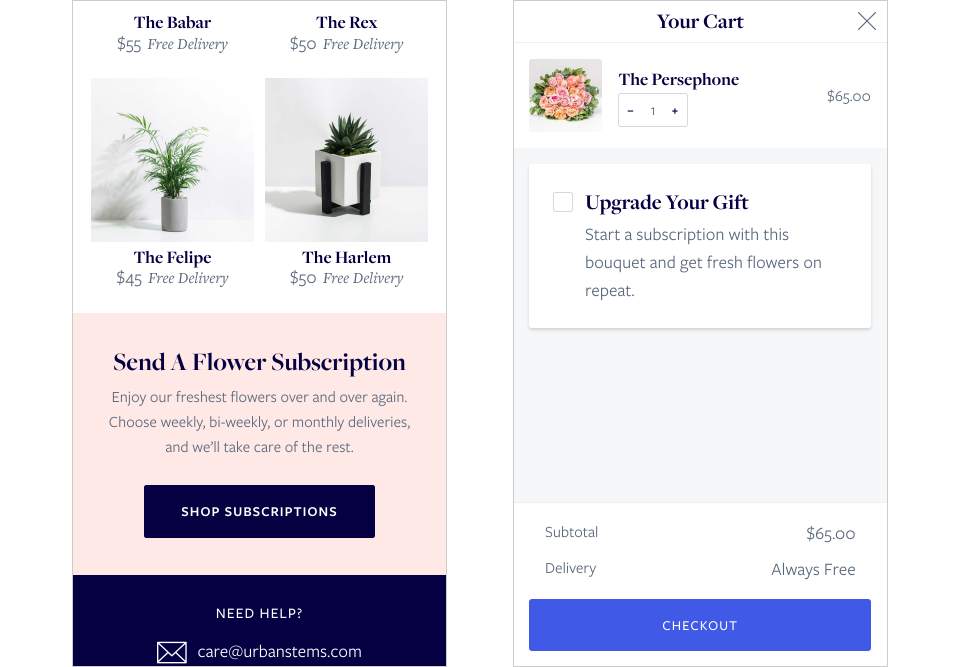 The Babar
$55 Free Delivery
The Rex
$50 Free Delivery
The Felipe
$45 Free Delivery
The Harlem
$50 Free Delivery
Send A Flower Subscription
Enjoy our freshest flowers over and over again.
Choose weekly, bi-weekly, or monthly deliveries,
and we’ll take care of the rest.
SHOP SUBSCRIPTIONS
NEED HELP?
care@urbanstems.com
Your Cart
The Persephone
- 1 +
$65.00
Upgrade Your Gift
Start a subscription with this
bouquet and get fresh flowers on
repeat.
Subtotal $65.00
Delivery Always Free
CHECKOUT